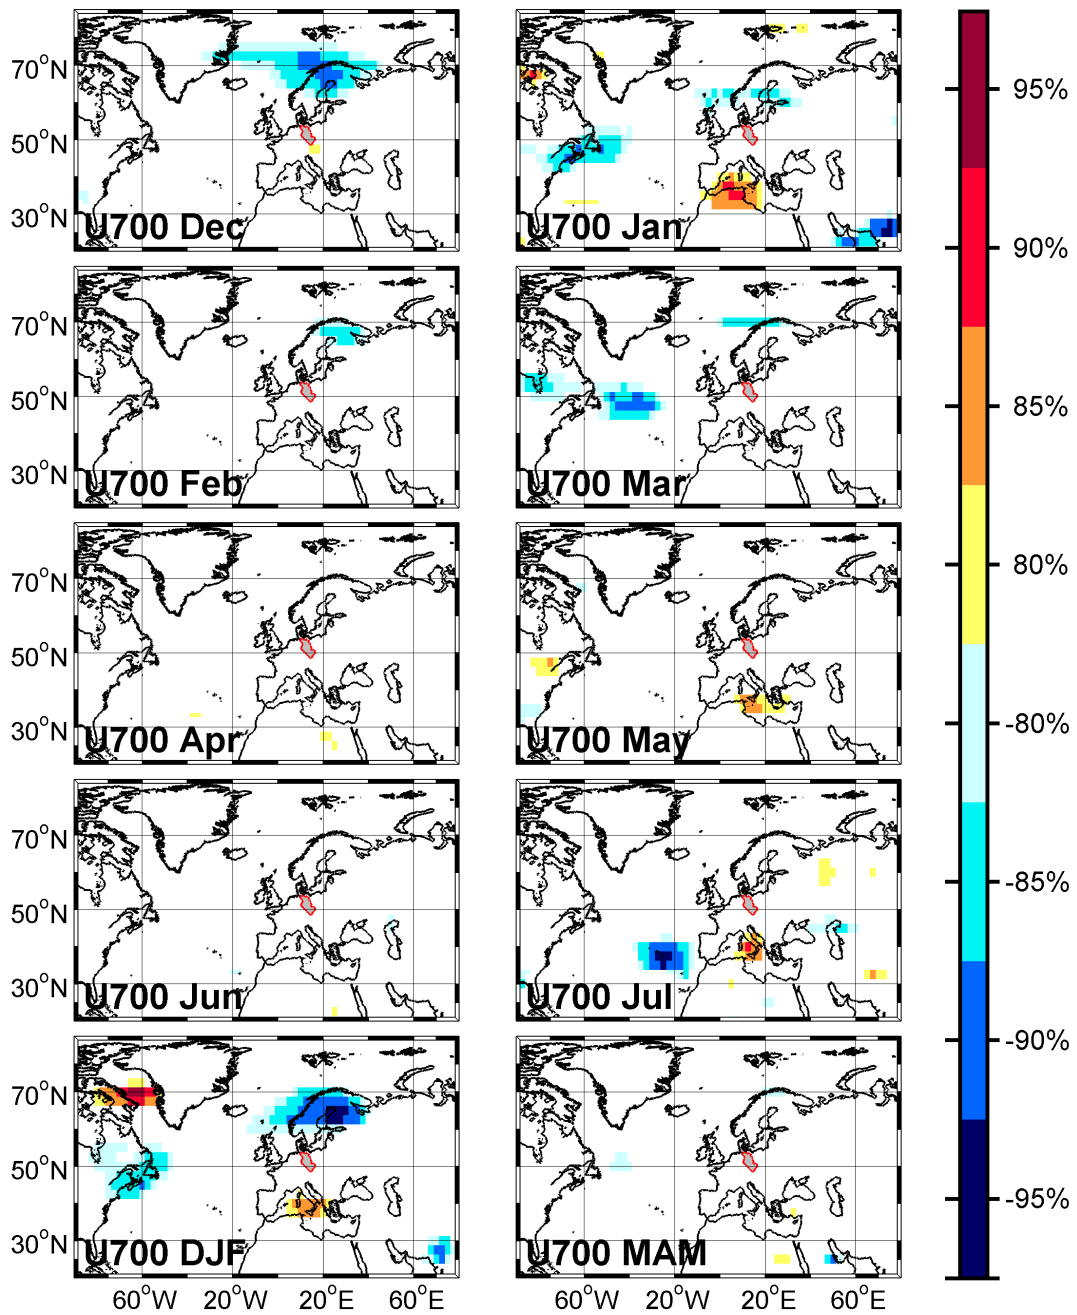 70°N
50°N
30°N
U700 Dec
U700 Jan
70°N
50°N
30°N
U700 Feb
U700 Mar
70°N
50°N
30°N
U700 Apr
U700 May
70°N
50°N
30°N
U700 Jun
U700 Jul
70°N
50°N
30°N
U700 DJF
U700 MAM
60°W 20°W 20°E 60°E
60°W 20°W 20°E 60°E
95%
90%
85%
80%
-80%
-85%
-90%
-95%